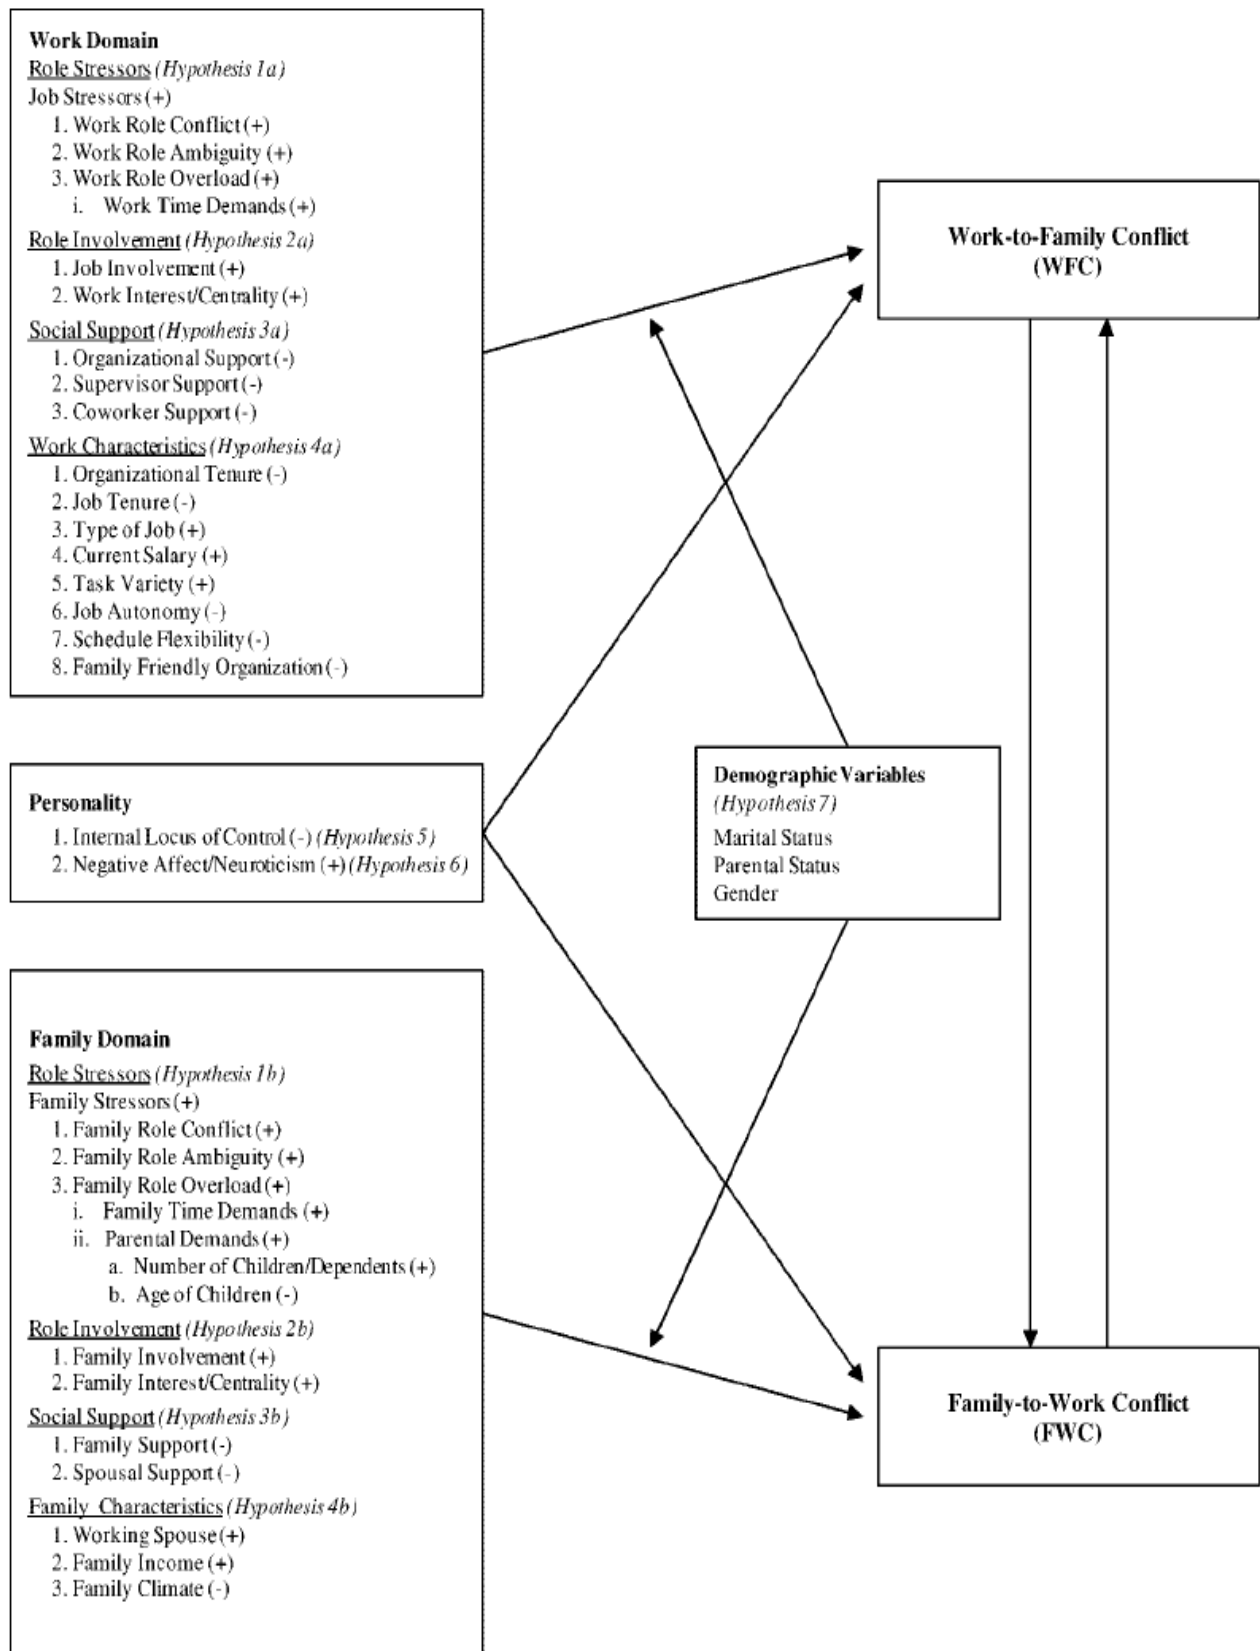 Work Domain
Role Stressors (Hypothesis 1a)
Job Stressors (+)
1. Work Role Conflict (+)
2. Work Role Ambiguity (+)
3. Work Role Overload (+)
i. Work Time Demands (+)
Role Involvement (Hypothesis 2a)
1. Job Involvement (+)
2. Work Interest/Centrality (+)
Social Support (Hypothesis 3a)
1. Organizational Support (-)
2. Supervisor Support (-)
3. Coworker Support (-)
Work Characteristics (Hypothesis 4a)
1. Organizational Tenure (-)
2. Job Tenure (-)
3. Type of Job (+)
4. Current Salary (+)
5. Task Variety (+)
6. Job Autonomy (-)
7. Schedule Flexibility (-)
8. Family Friendly Organization (-)
Personality
1. Internal Locus of Control (-) (Hypothesis 5)
2. Negative Affect/Neuroticism (+) (Hypothesis 6)
Family Domain
Role Stressors (Hypothesis 1b)
Family Stressors (+)
1. Family Role Conflict (+)
2. Family Role Ambiguity (+)
3. Family Role Overload (+)
i. Family Time Demands (+)
ii. Parental Demands (+)
a. Number of Children/Dependents (+)
b. Age of Children (-)
Role Involvement (Hypothesis 2b)
1. Family Involvement (+)
2. Family Interest/Centrality (+)
Social Support (Hypothesis 3b)
1. Family Support (-)
2. Spousal Support (-)
Family Characteristics (Hypothesis 4b)
1. Working Spouse (+)
2. Family Income (+)
3. Family Climate (-)
Demographic Variables
(Hypothesis 7)
Marital Status
Parental Status
Gender
Work-to-Family Conflict
(WFC)
Family-to-Work Conflict
(FWC)